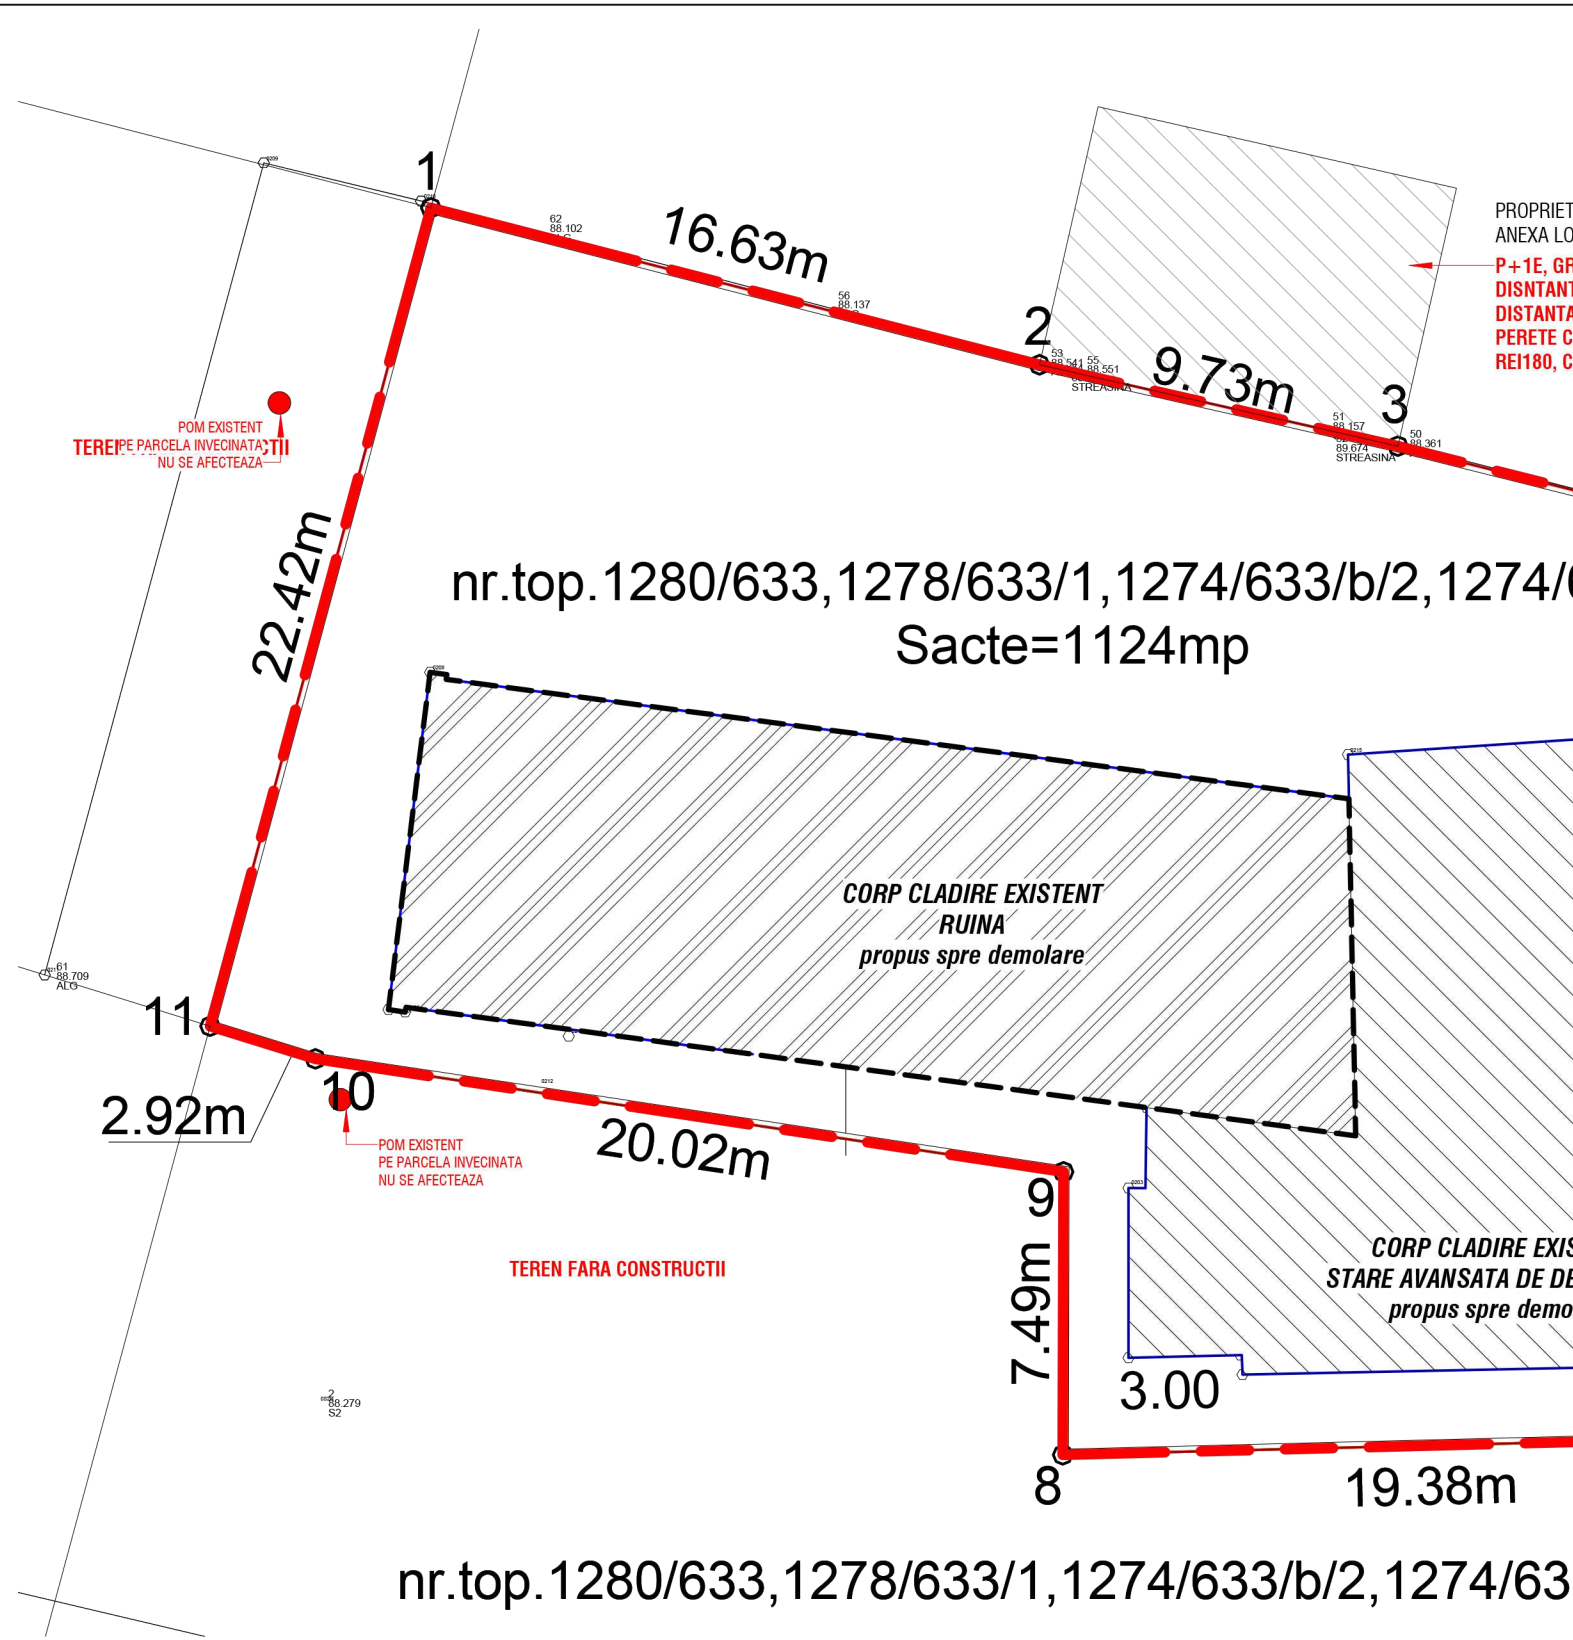 0209
1
62
88.102
16.63m
56
88.137
2
53
88.541
55
88.551
STREASINA
9.73m
3
51
88.157
89.674
STREASINA
50
88.361
PROPRIET
ANEXA LO
P+1E, GR
DISNTANT
DISTANTA
PERETE C
REI180, C
POM EXISTENT
PE PARCELA INVECINATA
NU SE AFECTEAZA
22.42m
nr.top.1280/633,1278/633/1,1274/633/b/2,1274/6
Sacte=1124mp
CORP CLADIRE EXISTENT
RUINA
propus spre demolare
61
88.709
ALG
11
10
2.92m
0212
20.02m
POM EXISTENT
PE PARCELA INVECINATA
NU SE AFECTEAZA
9
7.49m
TEREN FARA CONSTRUCTII
CORP CLADIRE EXIS
STARE AVANSATA DE DE
propus spre demo
3.00
2
88.279
S2
8
19.38m
nr.top.1280/633,1278/633/1,1274/633/b/2,1274/63